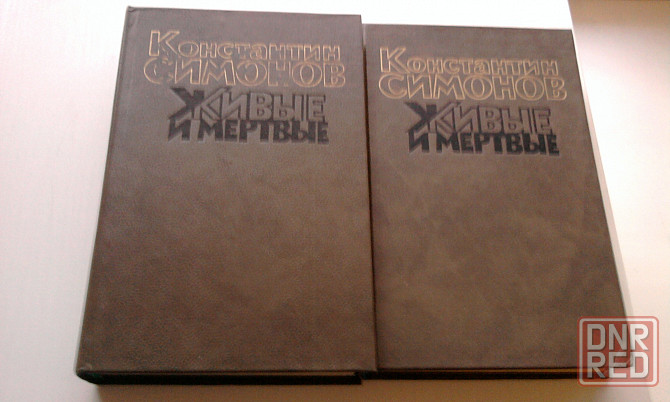 Константин
Симонов
Живые
и мертвые
Константин
Симонов
Живые
и мертвые
DNR
RED